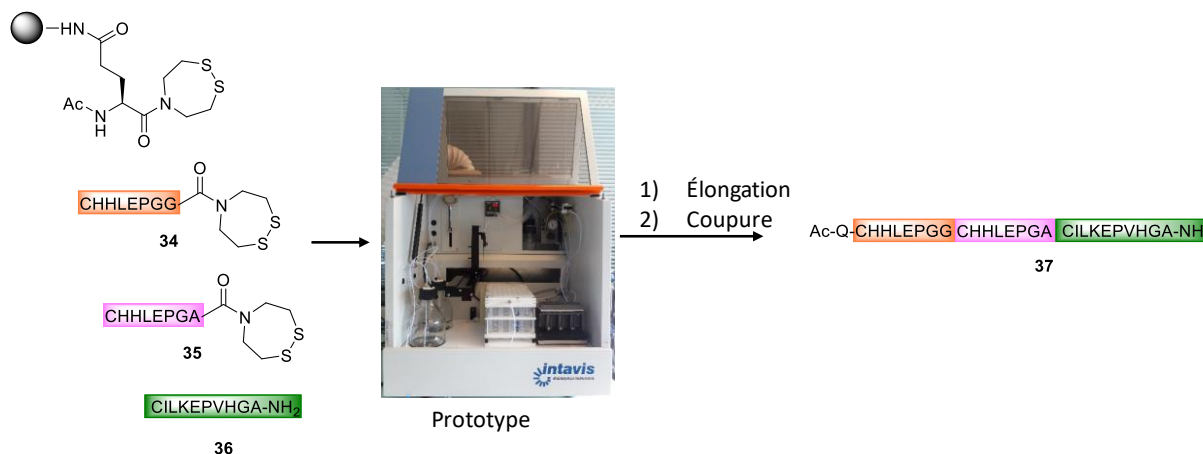 HN
O
S
S
N
Ac
N
H
O
CHHLEPGG
O
N
S
S
34
CHHLEPGA
O
N
S
S
35
CILKEPVHGA-NH2
36
intavis
Prototype
1) Élongation
2) Coupure
Ac-Q-CHHLEPGG CHHLEPGA CILKEPVHGA-NH
37